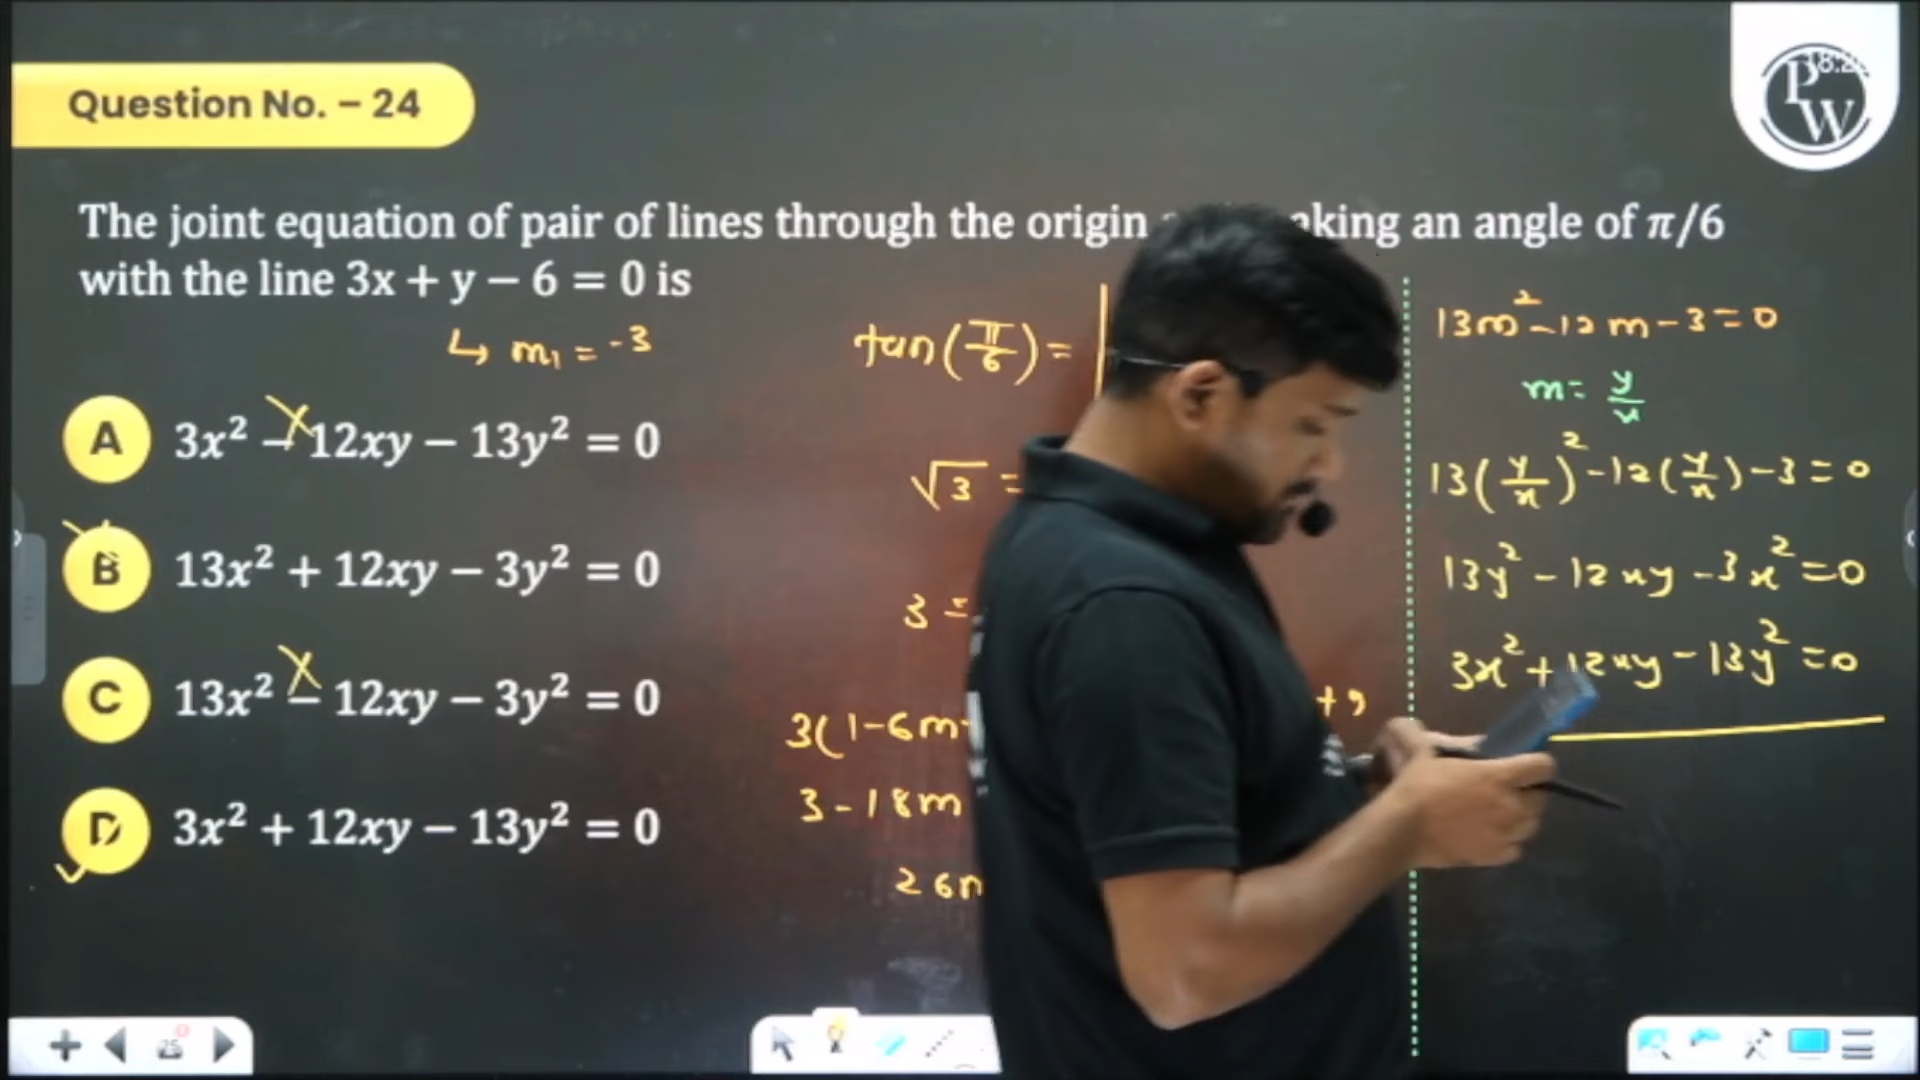 Question No. – 24
PW
The joint equation of pair of lines through the origin aking an angle of π/6
with the line 3x + y – 6 = 0 is
↳ m₁ = -3
A 3x² – 12xy – 13y² = 0
B 13x² + 12xy – 3y² = 0
C 13x² – 12xy – 3y² = 0
D 3x² + 12xy – 13y² = 0
tan(π/6) = |
√3 =
3 =
3(1-6m+
+9
3-18m
26m
13m²-12m-3=0
m= y/x
13(y/x)²-12(y/x)-3=0
13y²-12xy-3x²=0
3x²+12xy-13y²=0
25